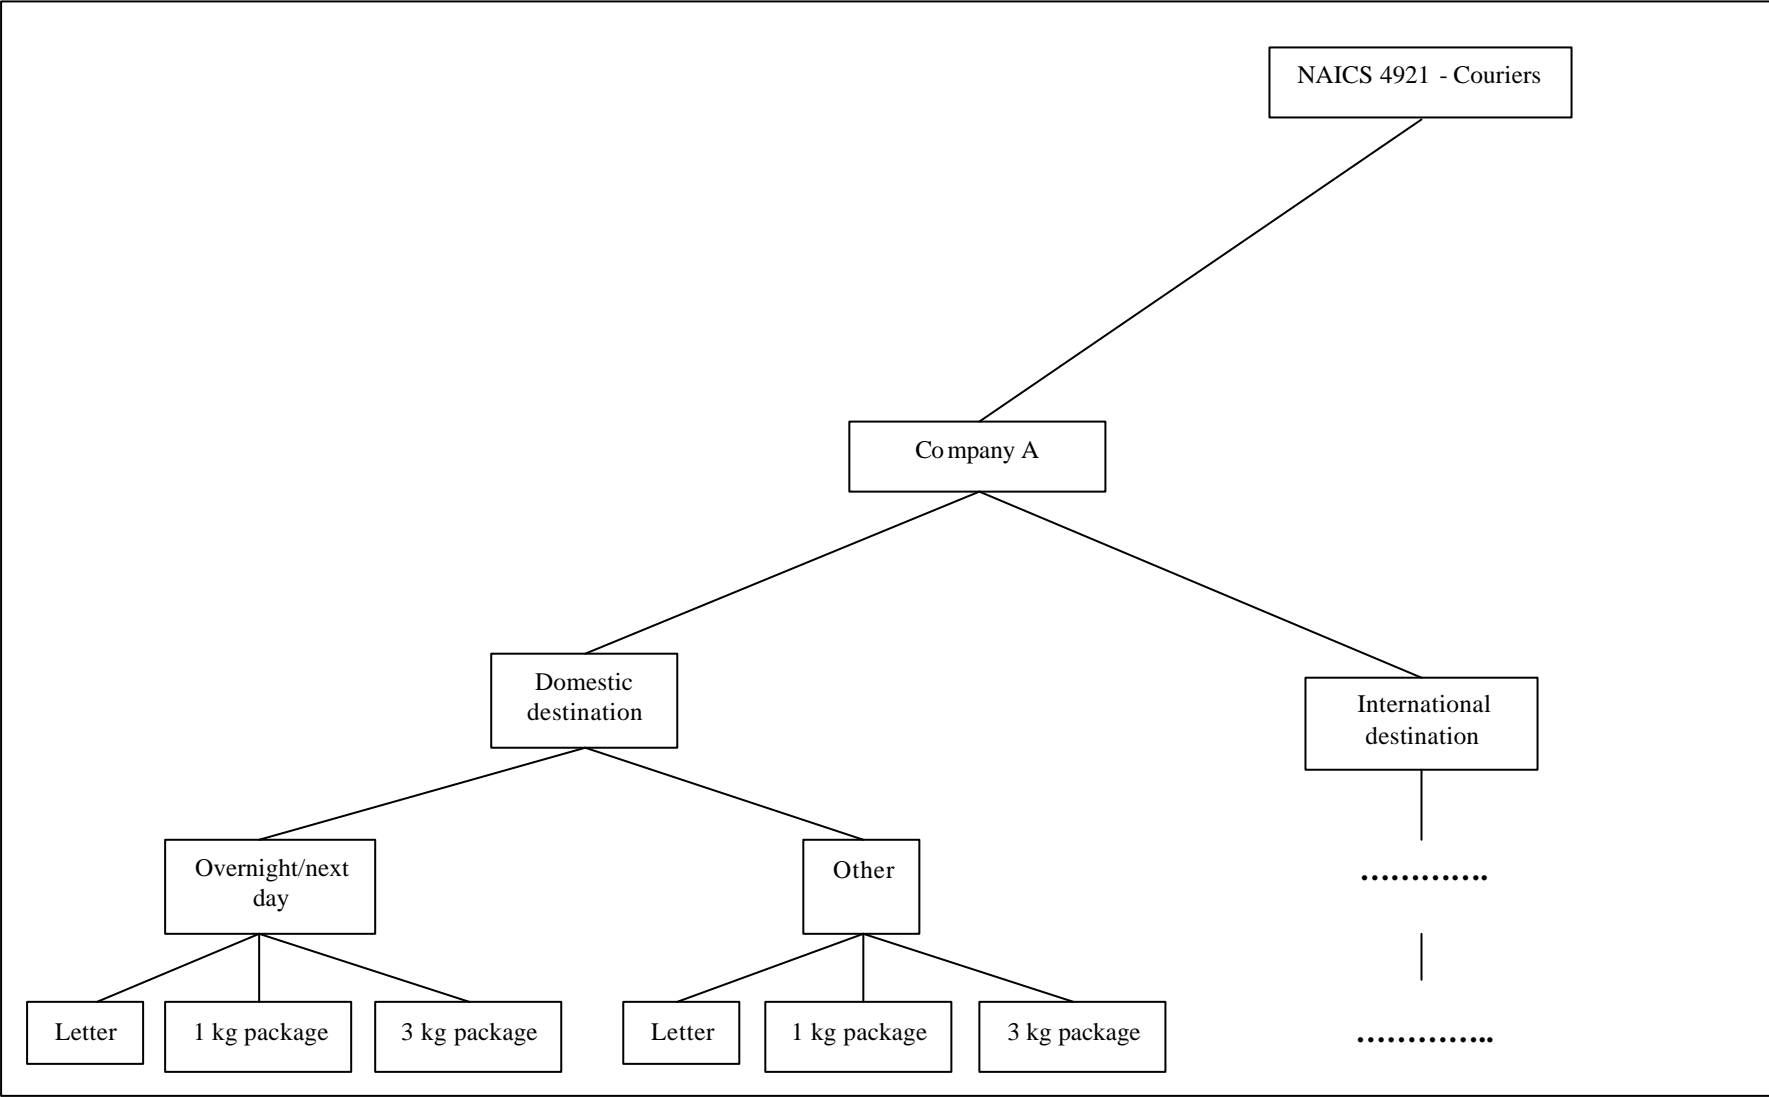 NAICS 4921 - Couriers
Company A
Domestic
destination
International
destination
Overnight/next
day
Other
.............
Letter
1 kg package
3 kg package
Letter
1 kg package
3 kg package
..............